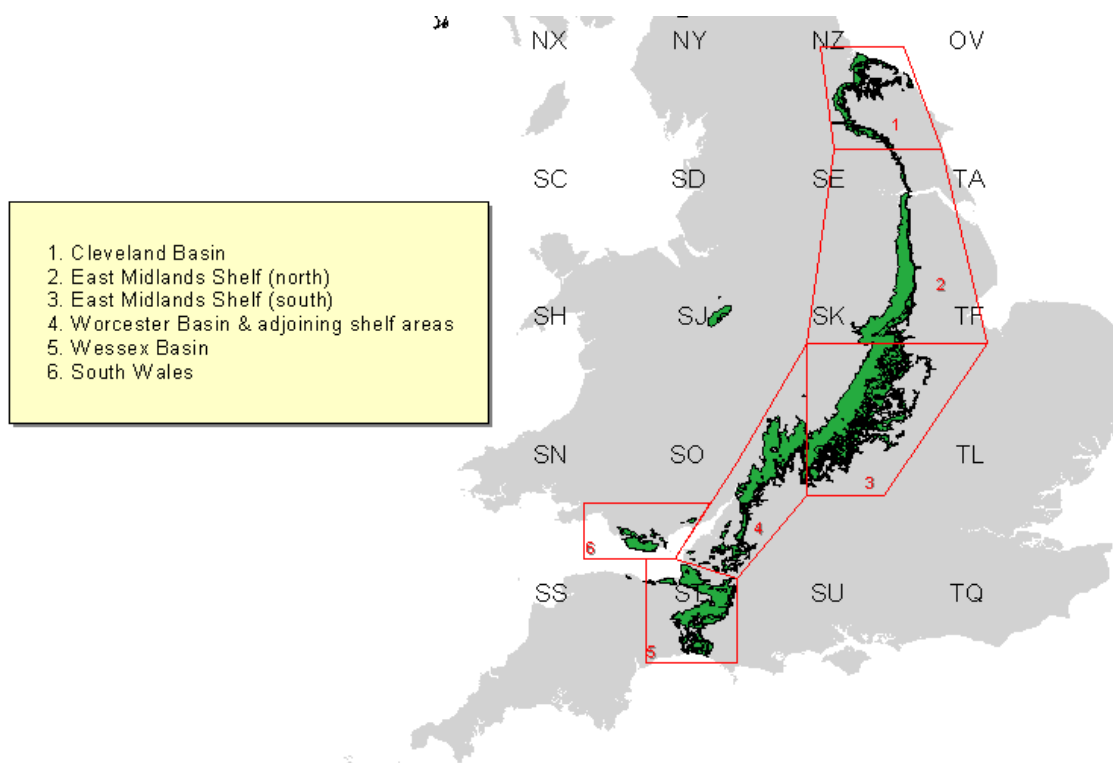 NX NY NZ OV
1
SC SD SE TA
1. Cleveland Basin
2. East Midlands Shelf (north)
3. East Midlands Shelf (south)
4. Worcester Basin & adjoining shelf areas
5. Wessex Basin
6. South Wales
2
SH SJ SK TF
SN SO TL
3
4
6
SS ST SU TQ
5